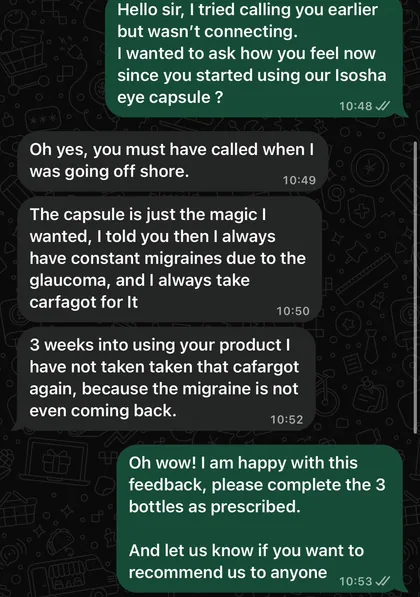 Hello sir, I tried calling you earlier
but wasn't connecting.
I wanted to ask how you feel now
since you started using our Isosha
eye capsule ?
10:48
Oh yes, you must have called when I
was going off shore.
10:49
The capsule is just the magic I
wanted, I told you then I always
have constant migraines due to the
glaucoma, and I always take
carfagot for It
10:50
3 weeks into using your product I
have not taken taken that cafargot
again, because the migraine is not
even coming back.
10:52
Oh wow! I am happy with this
feedback, please complete the 3
bottles as prescribed.
And let us know if you want to
recommend us to anyone
10:53